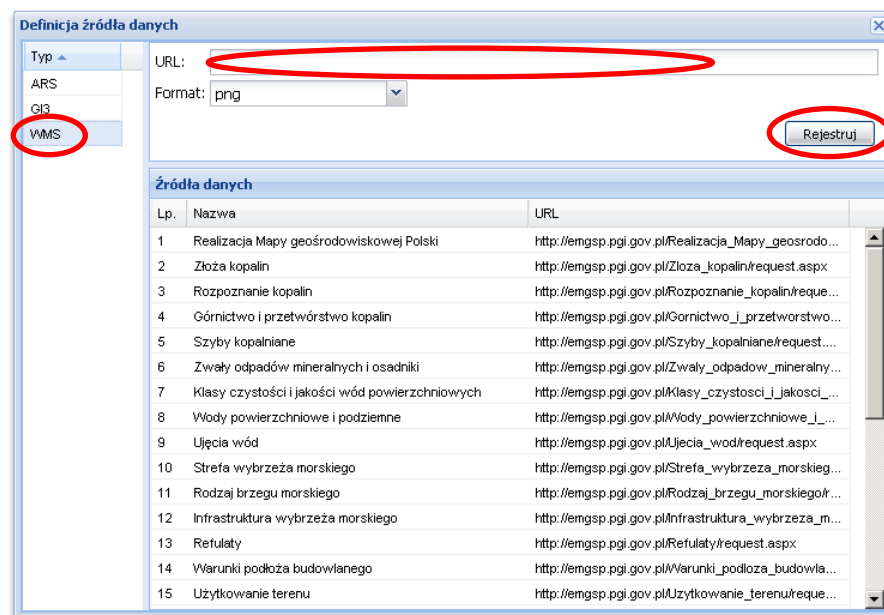 Definicja źródła danych
Typ
ARS
GI3
WMS
URL:
Format: png
Rejestruj
Źródła danych
Lp. Nazwa URL
1 Realizacja Mapy geośrodowiskowej Polski http://emgsp.pgi.gov.pl/Realizacja_Mapy_geosrodo...
2 Złoża kopalin http://emgsp.pgi.gov.pl/Zloza_kopalin/request.aspx
3 Rozpoznanie kopalin http://emgsp.pgi.gov.pl/Rozpoznanie_kopalin/reque...
4 Górnictwo i przetwórstwo kopalin http://emgsp.pgi.gov.pl/Gornictwo_i_przetworstwo...
5 Szyby kopalniane http://emgsp.pgi.gov.pl/Szyby_kopalniane/request....
6 Zwały odpadów mineralnych i osadniki http://emgsp.pgi.gov.pl/Zwaly_odpadow_mineralny...
7 Klasy czystości i jakości wód powierzchniowych http://emgsp.pgi.gov.pl/Klasy_czystosci_i_jakosci_...
8 Wody powierzchniowe i podziemne http://emgsp.pgi.gov.pl/Wody_powierzchniowe_i_...
9 Ujęcia wód http://emgsp.pgi.gov.pl/Ujecia_wod/request.aspx
10 Strefa wybrzeża morskiego http://emgsp.pgi.gov.pl/Strefa_wybrzeza_morskieg...
11 Rodzaj brzegu morskiego http://emgsp.pgi.gov.pl/Rodzaj_brzegu_morskiego/r...
12 Infrastruktura wybrzeża morskiego http://emgsp.pgi.gov.pl/Infrastruktura_wybrzeza_m...
13 Refulaty http://emgsp.pgi.gov.pl/Refulaty/request.aspx
14 Warunki podłoża budowlanego http://emgsp.pgi.gov.pl/Warunki_podloza_budowla...
15 Użytkowanie terenu http://emgsp.pgi.gov.pl/Uzytkowanie_terenu/reque...